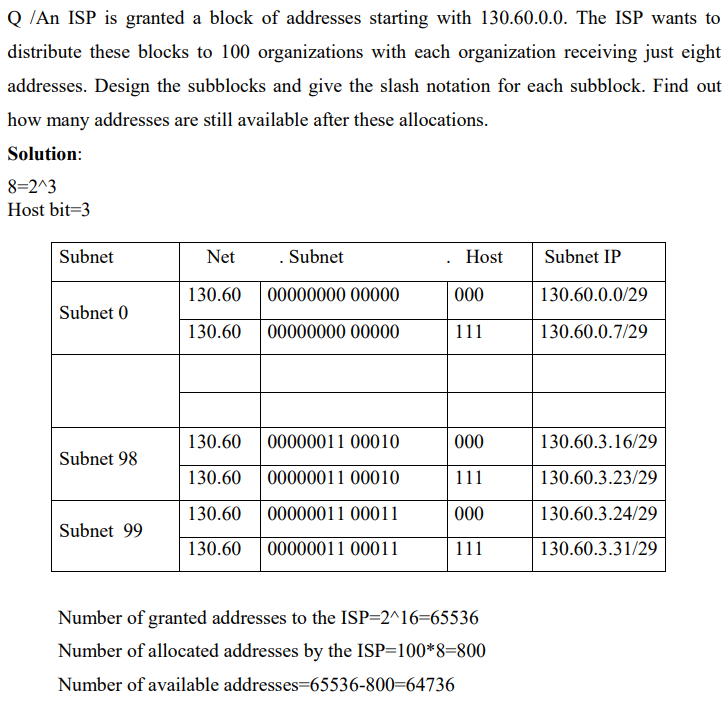 Q /An ISP is granted a block of addresses starting with 130.60.0.0. The ISP wants to
distribute these blocks to 100 organizations with each organization receiving just eight
addresses. Design the subblocks and give the slash notation for each subblock. Find out
how many addresses are still available after these allocations.
Solution:
8=2^3
Host bit=3
Subnet Net . Subnet . Host Subnet IP
Subnet 0
130.60 00000000 00000 000 130.60.0.0/29
130.60 00000000 00000 111 130.60.0.7/29
Subnet 98
130.60 00000011 00010 000 130.60.3.16/29
130.60 00000011 00010 111 130.60.3.23/29
Subnet 99
130.60 00000011 00011 000 130.60.3.24/29
130.60 00000011 00011 111 130.60.3.31/29
Number of granted addresses to the ISP=2^16=65536
Number of allocated addresses by the ISP=100*8=800
Number of available addresses=65536-800=64736